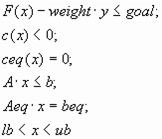 F(x) − weight · y ≤ goal;
c(x) < 0;
ceq(x) = 0;
A · x ≤ b;
Aeq · x = beq;
lb < x < ub